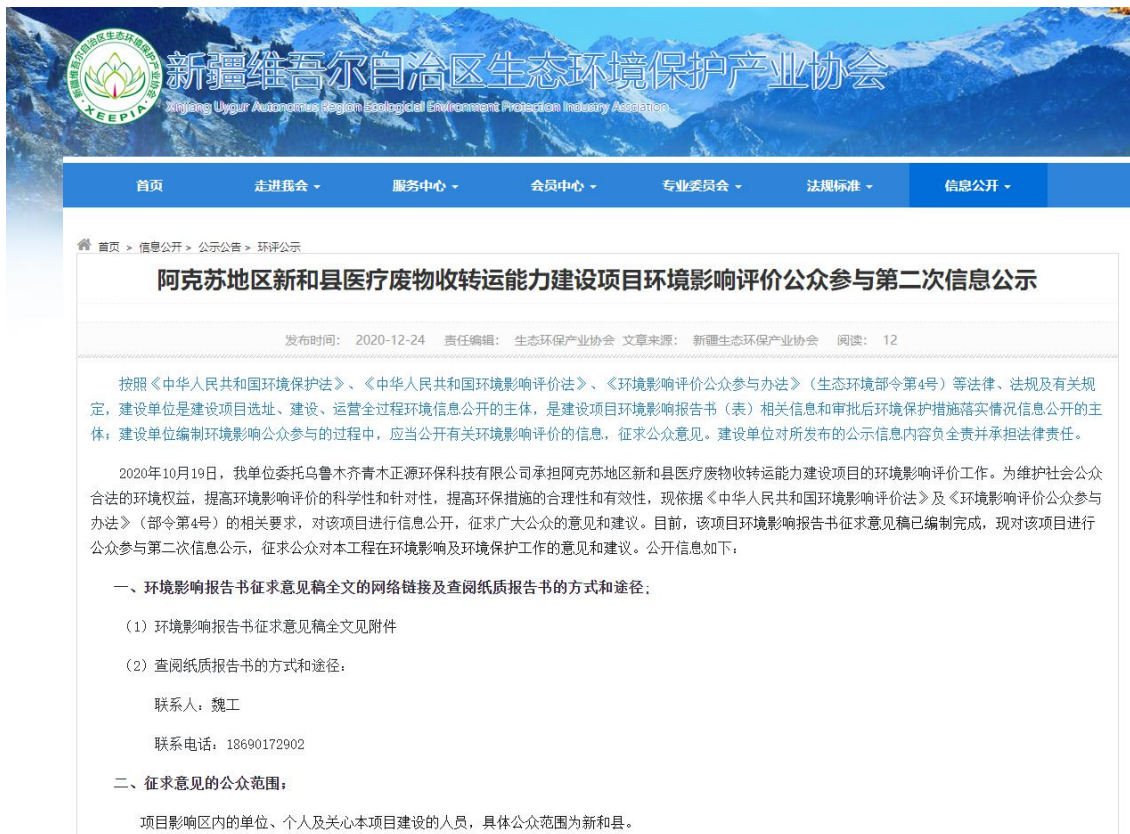 新疆维吾尔自治区生态环境保护产业协会
新疆维吾尔自治区生态环境保护产业协会
Xinjiang Uygur Autonomous Region Ecological Environment Protection Industry Association
XEEPIA
首页 走进我会 服务中心 会员中心 专业委员会 法规标准 信息公开
首页 > 信息公开 > 公示公告 > 环评公示
阿克苏地区新和县医疗废物收转运能力建设项目环境影响评价公众参与第二次信息公示
发布时间: 2020-12-24 责任编辑: 生态环保产业协会 文章来源: 新疆生态环保产业协会 阅读: 12
按照《中华人民共和国环境保护法》、《中华人民共和国环境影响评价法》、《环境影响评价公众参与办法》（生态环境部令第4号）等法律、法规及有关规
定，建设单位是建设项目选址、建设、运营全过程环境信息公开的主体，是建设项目环境影响报告书（表）相关信息和审批后环境保护措施落实情况信息公开的主
体；建设单位编制环境影响公众参与的过程中，应当公开有关环境影响评价的信息，征求公众意见。建设单位对所发布的公示信息内容负全责并承担法律责任。
2020年10月19日，我单位委托乌鲁木齐青木正源环保科技有限公司承担阿克苏地区新和县医疗废物收转运能力建设项目的环境影响评价工作。为维护社会公众
合法的环境权益，提高环境影响评价的科学性和针对性，提高环保措施的合理性和有效性，现依据《中华人民共和国环境影响评价法》及《环境影响评价公众参与
办法》（部令第4号）的相关要求，对该项目进行信息公开，征求广大公众的意见和建议。目前，该项目环境影响报告书征求意见稿已编制完成，现对该项目进行
公众参与第二次信息公示，征求公众对本工程在环境影响及环境保护工作的意见和建议。公开信息如下：
一、环境影响报告书征求意见稿全文的网络链接及查阅纸质报告书的方式和途径；
（1）环境影响报告书征求意见稿全文见附件
（2）查阅纸质报告书的方式和途径：
联系人：魏工
联系电话：18690172902
二、征求意见的公众范围；
项目影响区内的单位、个人及关心本项目建设的人员，具体公众范围为新和县。